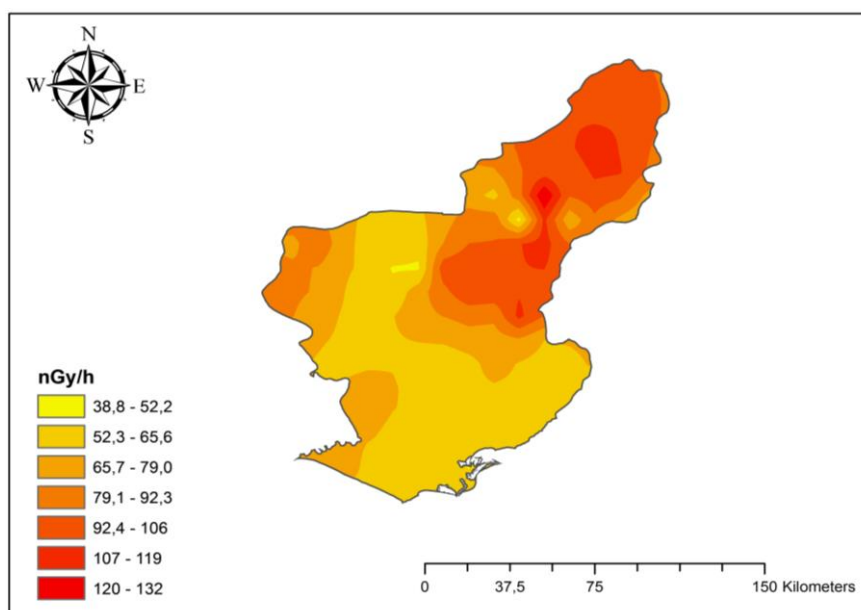 N
W E
S
nGy/h
38,8 - 52,2
52,3 - 65,6
65,7 - 79,0
79,1 - 92,3
92,4 - 106
107 - 119
120 - 132
0 37,5 75 150 Kilometers